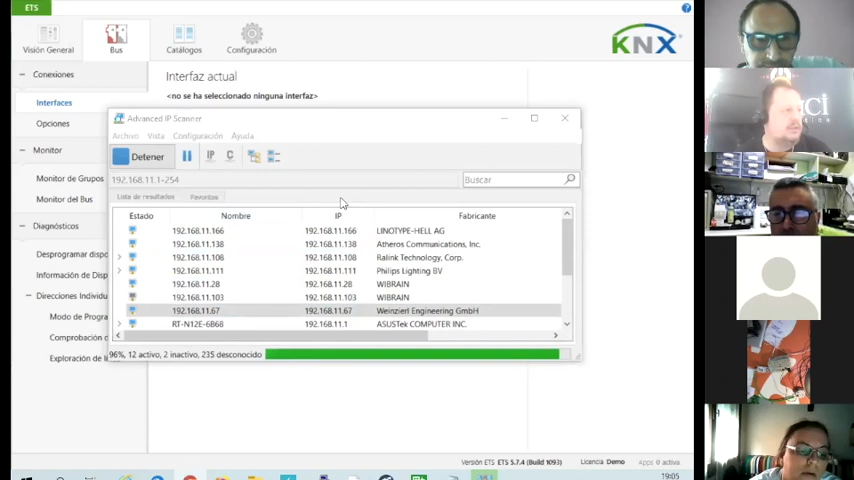 ETS
?
Visión General
Bus
Catálogos
Configuración
KNX
Conexiones
Interfaces
Opciones
Monitor
Monitor de Grupos
Monitor del Bus
Diagnósticos
Desprogramar dispo
Información de Disp
Direcciones Individu
Modo de Progra
Comprobación d
Exploración de l
Interfaz actual
<no se ha seleccionado ninguna interfaz>
Advanced IP Scanner
Archivo Vista Configuración Ayuda
Detener IP C
192.168.11.1-254 Buscar
Lista de resultados Favoritos
Estado Nombre IP Fabricante
192.168.11.166 192.168.11.166 LINOTYPE-HELL AG
192.168.11.138 192.168.11.138 Atheros Communications, Inc.
192.168.11.108 192.168.11.108 Ralink Technology, Corp.
192.168.11.111 192.168.11.111 Philips Lighting BV
192.168.11.28 192.168.11.28 WIBRAIN
192.168.11.103 192.168.11.103 WIBRAIN
192.168.11.67 192.168.11.67 Weinzierl Engineering GmbH
RT-N12E-6B68 192.168.11.1 ASUSTek COMPUTER INC.
96%, 12 activo, 2 inactivo, 235 desconocido
Versión ETS ETS 5.7.4 (Build 1093) Licencia Demo Apps 0 activa
19:05